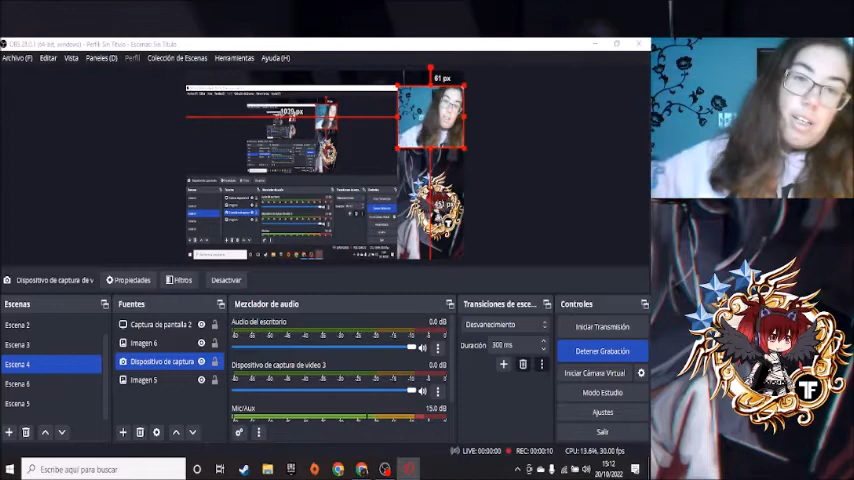 OBS 28.0.1 (64-bit, windows) - Perfil: Sin Título - Escenas: Sin Título
Archivo (F) Editar Vista Paneles (D) Perfil Colección de Escenas Herramientas Ayuda (H)
61 px
1029 px
451 px
Dispositivo de captura de v Propiedades Filtros Desactivar
Escenas Fuentes Mezclador de audio Transiciones de esce... Controles
Escena 2
Escena 3
Escena 4
Escena 6
Escena 5
Captura de pantalla 2
Imagen 6
Dispositivo de captura
Imagen 5
Audio del escritorio 0.0 dB
Dispositivo de captura de video 3 0.0 dB
Mic/Aux 15.0 dB
Desvanecimiento
Duración 300 ms
Iniciar Transmisión
Detener Grabación
Iniciar Cámara Virtual
Modo Estudio
Ajustes
Salir
LIVE: 00:00:00 REC: 00:00:10 CPU: 13.6%, 30.00 fps
Escribe aquí para buscar
15:12
20/10/2022